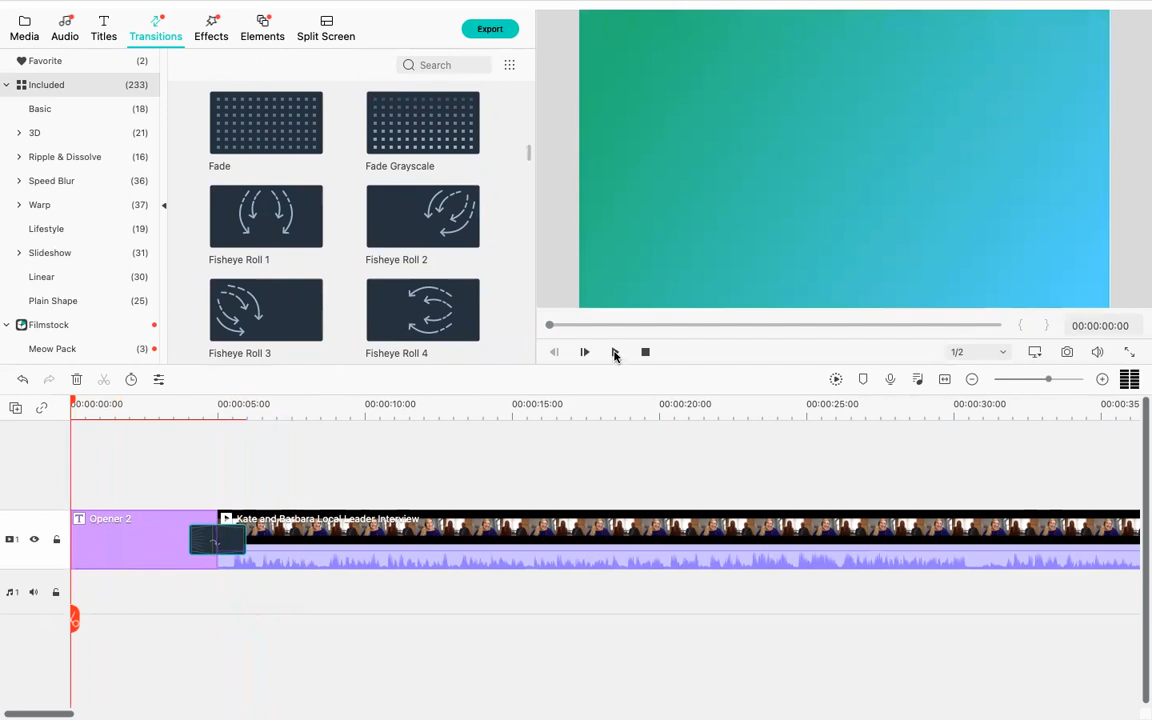 Media Audio Titles Transitions Effects Elements Split Screen Export
Favorite (2)
Included (233)
Basic (18)
3D (21)
Ripple & Dissolve (16)
Speed Blur (36)
Warp (37)
Lifestyle (19)
Slideshow (31)
Linear (30)
Plain Shape (25)
Filmstock
Meow Pack (3)
Search
Fade Fade Grayscale
Fisheye Roll 1 Fisheye Roll 2
Fisheye Roll 3 Fisheye Roll 4
00:00:00:00
1/2
00:00:00:00 00:00:05:00 00:00:10:00 00:00:15:00 00:00:20:00 00:00:25:00 00:00:30:00 00:00:35
T Opener 2 Kate and Barbara Local Leader Interview
1
1